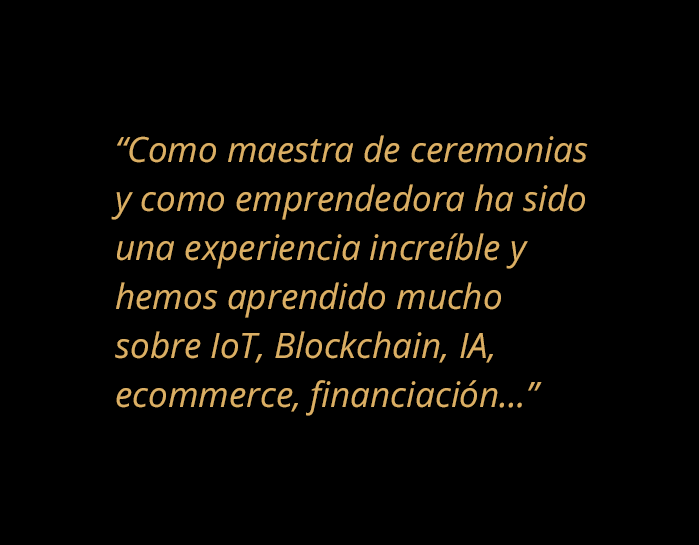 “Como maestra de ceremonias
y como emprendedora ha sido
una experiencia increíble y
hemos aprendido mucho
sobre IoT, Blockchain, IA,
ecommerce, financiación...”